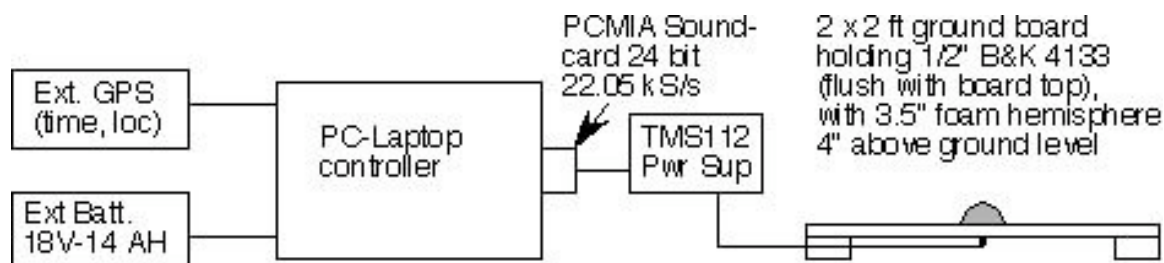 Ext. GPS
(time, loc)
Ext Batt.
18V-14 AH
PC-Laptop
controller
PCMIA Sound-
card 24 bit
22.05 kS/s
TMS112
Pwr Sup
2 x 2 ft ground board
holding 1/2" B&K 4133
(flush with board top),
with 3.5" foam hemisphere
4" above ground level